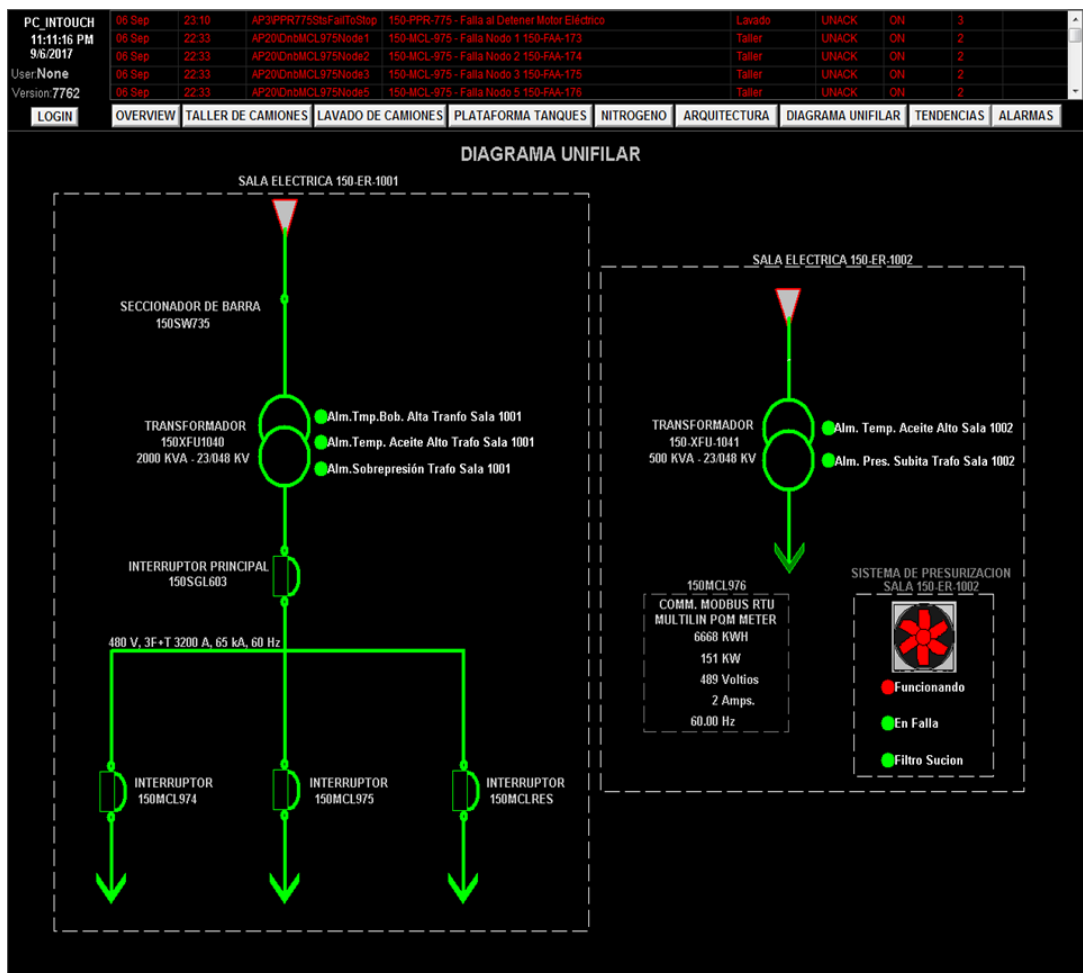 PC_INTOUCH
11:11:16 PM
9/6/2017
User:None
Version:7762
LOGIN
06 Sep 23:10 AP3\PPR775StsFailToStop 150-PPR-775 - Falla al Detener Motor Eléctrico Lavado UNACK ON 3
06 Sep 22:33 AP20\DnbMCL975Node1 150-MCL-975 - Falla Nodo 1 150-FAA-173 Taller UNACK ON 2
06 Sep 22:33 AP20\DnbMCL975Node2 150-MCL-975 - Falla Nodo 2 150-FAA-174 Taller UNACK ON 2
06 Sep 22:33 AP20\DnbMCL975Node3 150-MCL-975 - Falla Nodo 3 150-FAA-175 Taller UNACK ON 2
06 Sep 22:33 AP20\DnbMCL975Node5 150-MCL-975 - Falla Nodo 5 150-FAA-176 Taller UNACK ON 2
OVERVIEW TALLER DE CAMIONES LAVADO DE CAMIONES PLATAFORMA TANQUES NITROGENO ARQUITECTURA DIAGRAMA UNIFILAR TENDENCIAS ALARMAS
DIAGRAMA UNIFILAR
SALA ELECTRICA 150-ER-1001
SECCIONADOR DE BARRA
150SW735
TRANSFORMADOR
150XFU1040
2000 KVA - 23/048 KV
Alm.Tmp.Bob. Alta Tranfo Sala 1001
Alm.Temp. Aceite Alto Trafo Sala 1001
Alm.Sobrepresión Trafo Sala 1001
INTERRUPTOR PRINCIPAL
150SGL603
480 V, 3F+T 3200 A, 65 kA, 60 Hz
INTERRUPTOR
150MCL974
INTERRUPTOR
150MCL975
INTERRUPTOR
150MCLRES
SALA ELECTRICA 150-ER-1002
TRANSFORMADOR
150-XFU-1041
500 KVA - 23/048 KV
Alm. Temp. Aceite Alto Sala 1002
Alm. Pres. Subita Trafo Sala 1002
150MCL976
COMM. MODBUS RTU
MULTILIN PQM METER
6668 KWH
151 KW
489 Voltios
2 Amps.
60.00 Hz
SISTEMA DE PRESURIZACION
SALA 150-ER-1002
Funcionando
En Falla
Filtro Sucion